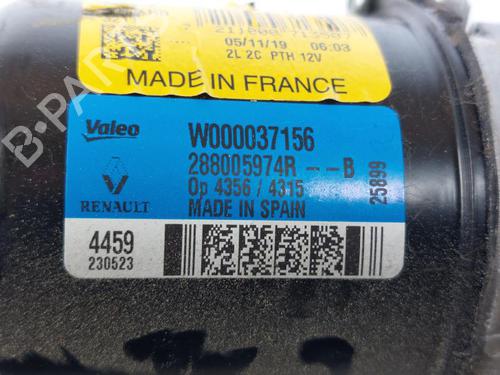 05/11/19 06:03
2L 2C PTH 12V
MADE IN FRANCE
Valeo
W000037156
288005974R -- B
Op 4356 / 4315
RENAULT
MADE IN SPAIN
25899
4459
230523
B-PARTS